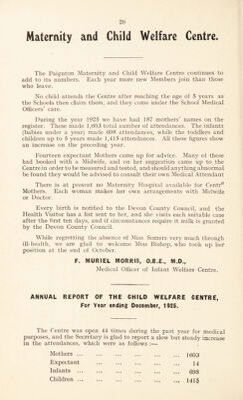 28
Maternity and Child Welfare Centre.
The Paignton Maternity and Child Welfare Centre continues to
add to its numbers. Each year more new Members join than those
who leave.
No child attends the Centre after reaching the age of 5 years as
the Schools then claim them, and they come under the School Medical
Officers' care.
During the year 1925 we have had 187 mothers' names on the
register. These made 1,603 total number of attendances. The infants
(babies under a year) made 698 attendances, while the toddlers and
children up to 5 years made 1,415 attendances. All these figures show
an increase on the preceding year.
Fourteen expectant Mothers came up for advice. Many of these
had booked with a Midwife, and on her suggestion came up to the
Centre in order to be measured and tested, and should anything abnormal
be found they would be advised to consult their own Medical Attendant.
There is at present no Maternity Hospital available for Centre
Mothers. Each woman makes her own arrangements with Midwife
or Doctor.
Every birth is notified to the Devon County Council, and the
Health Visitor has a list sent to her, and she visits each suitable case
after the first ten days, and if circumstances require it milk is granted
by the Devon County Council.
While regretting the absence of Miss Somers very much through
ill-health, we are glad to welcome Miss Bishop, who took up her
position at the end of October.
F. MURIEL MORRIS, O.B.E., M.D.,
Medical Officer of Infant Welfare Centre.
ANNUAL REPORT OF THE CHILD WELFARE CENTRE,
For Year ending December, 1925.
The Centre was open 44 times during the past year for medical
purposes, and the Secretary is glad to report a slow but steady increase
in the attendances, which were as follows :—
Mothers ... ... ... ... ... 1603
Expectant ... ... ... ... 14
Infants ... ... ... ... ... 698
Children ... ... ... ... ... 1415